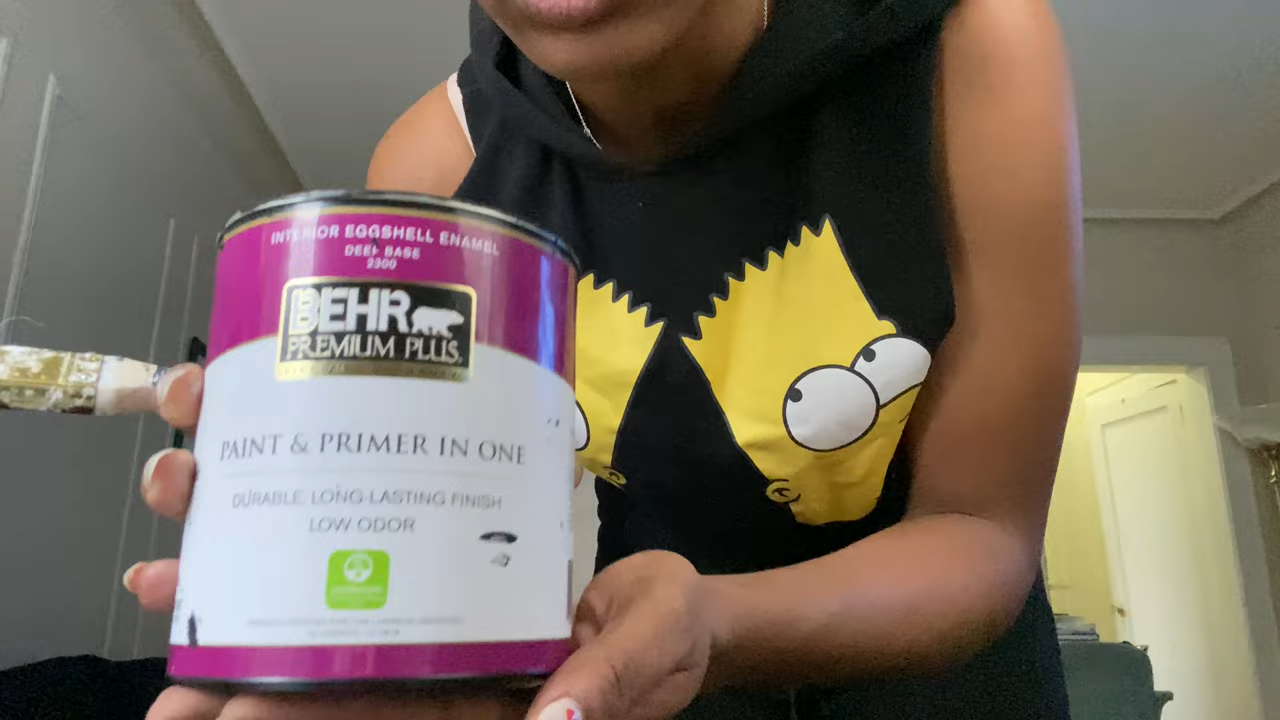 INTERIOR EGGSHELL ENAMEL
DEEP BASE
2300
BEHR
PREMIUM PLUS®
PAINT & PRIMER IN ONE
DURABLE, LONG-LASTING FINISH
LOW ODOR